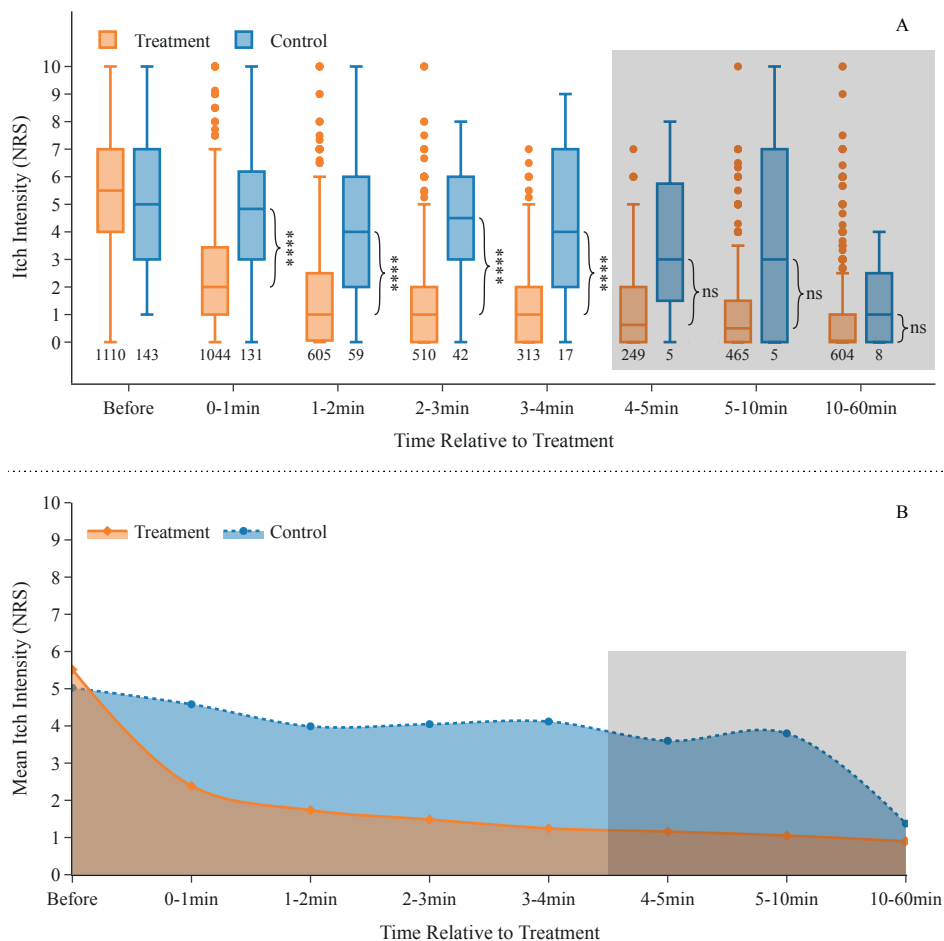 A
Treatment Control
Itch Intensity (NRS)
10
9
8
7
6
5
4
3
2
1
0
****
****
****
****
ns
ns
ns
1110 143 1044 131 605 59 510 42 313 17 249 5 465 5 604 8
Before 0-1min 1-2min 2-3min 3-4min 4-5min 5-10min 10-60min
Time Relative to Treatment
B
Treatment Control
Mean Itch Intensity (NRS)
10
9
8
7
6
5
4
3
2
1
0
Before 0-1min 1-2min 2-3min 3-4min 4-5min 5-10min 10-60min
Time Relative to Treatment